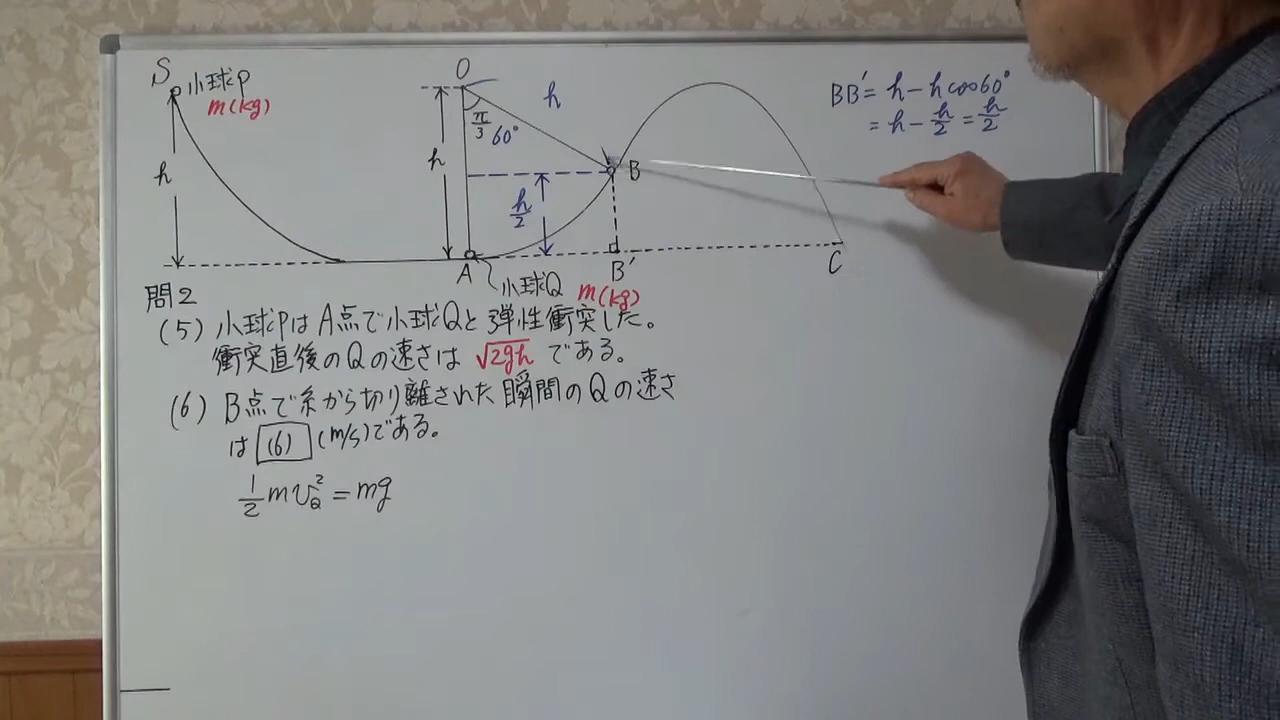 S 小球P
m(kg)
h
O
π/3 60°
h
h
h/2
B
A
B'
C
小球Q m(kg)
BB' = h - h cos60°
= h - h/2 = h/2
問2
(5) 小球PはA点で小球Qと弾性衝突した。
衝突直後のQの速さは √2gh である。
(6) B点で糸から切り離された瞬間のQの速さ
は (6) (m/s)である。
1/2 m v_Q^2 = mg